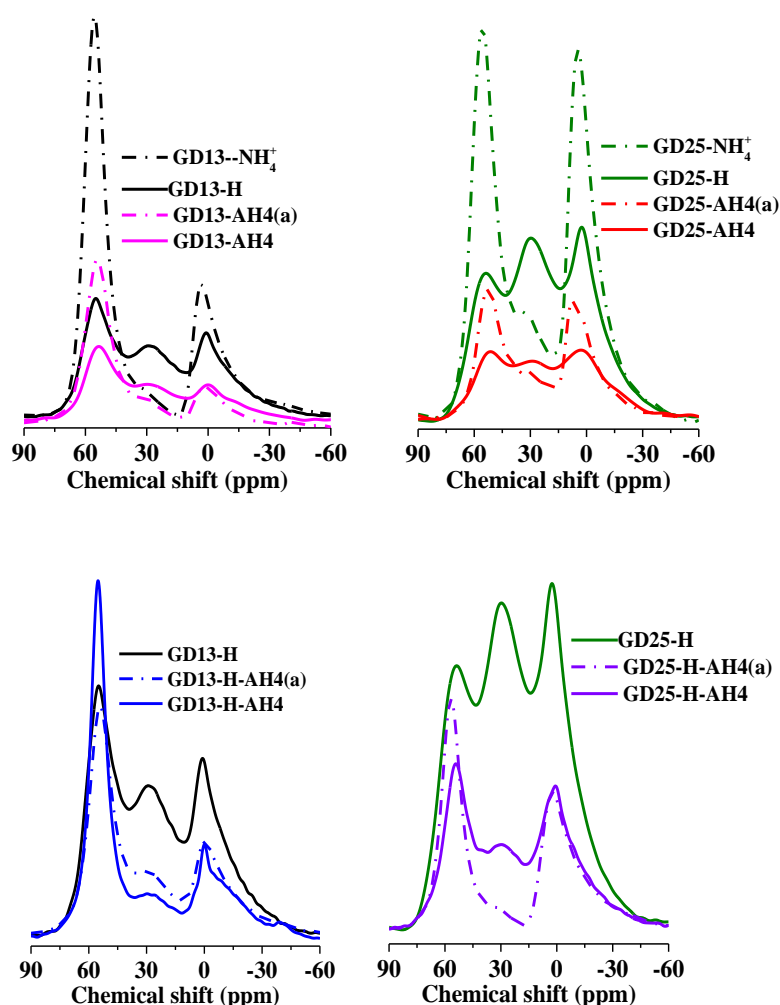 GD13--NH₄⁺
GD13-H
GD13-AH4(a)
GD13-AH4
90 60 30 0 -30 -60
Chemical shift (ppm)
GD25-NH₄⁺
GD25-H
GD25-AH4(a)
GD25-AH4
90 60 30 0 -30 -60
Chemical shift (ppm)
GD13-H
GD13-H-AH4(a)
GD13-H-AH4
90 60 30 0 -30 -60
Chemical shift (ppm)
GD25-H
GD25-H-AH4(a)
GD25-H-AH4
90 60 30 0 -30 -60
Chemical shift (ppm)